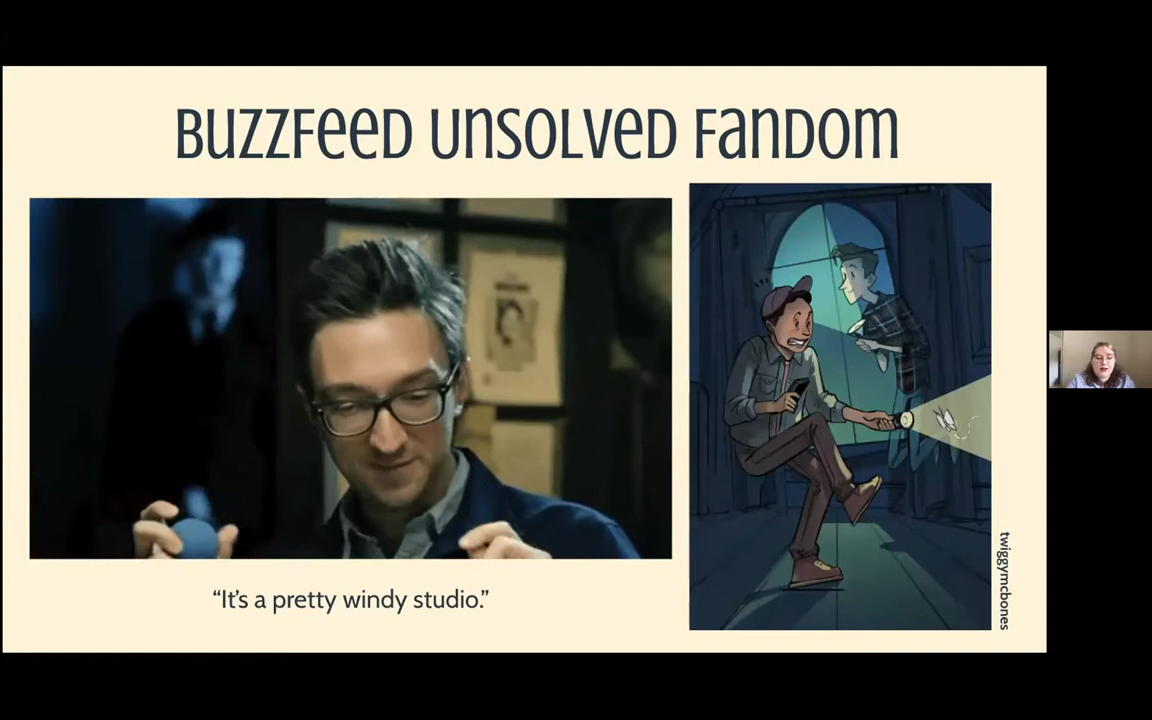 BUZZFeeD UNSOLVeD FaNDOM
"It's a pretty windy studio."
twiggymcbones